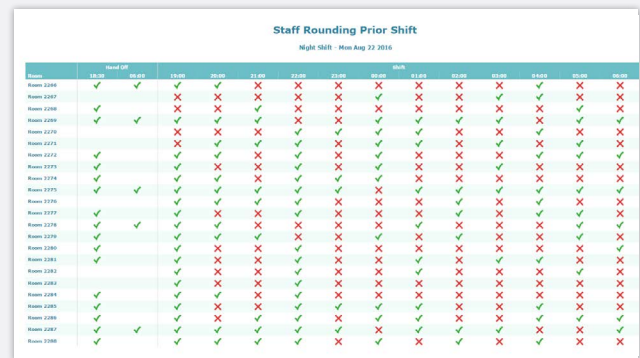 Staff Rounding Prior Shift
Night Shift - Mon Aug 22 2016
Hand Off Shift
Room 18:30 06:00 19:00 20:00 21:00 22:00 23:00 00:00 01:00 02:00 03:00 04:00 05:00 06:00
Room 2266
Room 2267
Room 2268
Room 2269
Room 2270
Room 2271
Room 2272
Room 2273
Room 2274
Room 2275
Room 2276
Room 2277
Room 2278
Room 2279
Room 2280
Room 2281
Room 2282
Room 2283
Room 2284
Room 2285
Room 2286
Room 2287
Room 2288